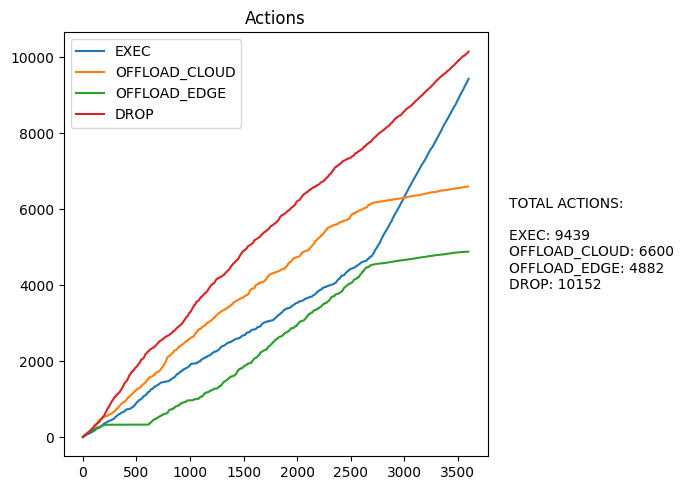 Actions
EXEC
OFFLOAD_CLOUD
OFFLOAD_EDGE
DROP
10000
8000
6000
4000
2000
0
0 500 1000 1500 2000 2500 3000 3500
TOTAL ACTIONS:
EXEC: 9439
OFFLOAD_CLOUD: 6600
OFFLOAD_EDGE: 4882
DROP: 10152